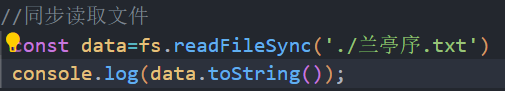 //同步读取文件
const data=fs.readFileSync('./兰亭序.txt')
console.log(data.toString());